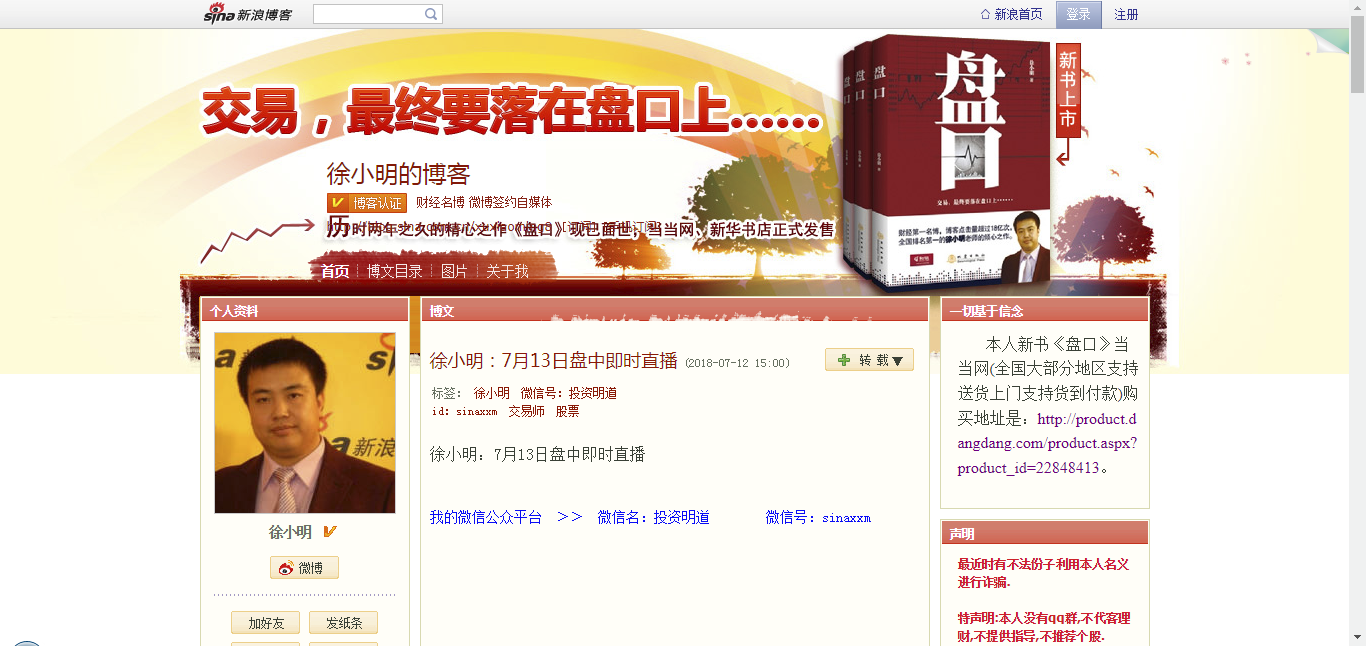 sina 新浪博客
新浪首页 登录 注册
交易，最终要落在盘口上......
新书上市
盘口
徐小明的博客
博客认证 财经名博 微博签约自媒体
历时两年之久的精心之作《盘口》现已面世，当当网、新华书店正式发售
交易，最终要落在盘口上......
财经第一名博，博客点击量超过18亿次，
全国排名第一的徐小明老师的倾心之作。
首页 博文目录 图片 关于我
个人资料
徐小明
微博
加好友 发纸条
博文
徐小明：7月13日盘中即时直播 (2018-07-12 15:00)
转载▼
标签： 徐小明 微信号：投资明道
id：sinaxxm 交易师 股票
徐小明：7月13日盘中即时直播
我的微信公众平台 >> 微信名：投资明道 微信号：sinaxxm
一切基于信念
本人新书《盘口》当
当网(全国大部分地区支持
送货上门支持货到付款)购
买地址是：http://product.d
angdang.com/product.aspx?
product_id=22848413。
声明
最近时有不法份子利用本人名义
进行诈骗.
特声明:本人没有qq群,不代客理
财,不提供指导,不推荐个股.